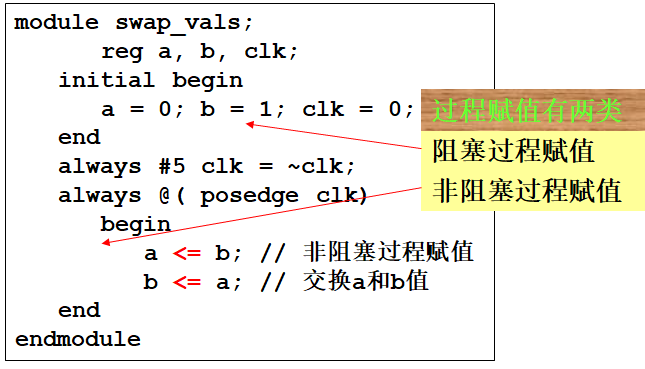 module swap_vals;
reg a, b, clk;
initial begin
a = 0; b = 1; clk = 0;
end
always #5 clk = ~clk;
always @( posedge clk)
begin
a <= b; // 非阻塞过程赋值
b <= a; // 交换a和b值
end
endmodule
过程赋值有两类
阻塞过程赋值
非阻塞过程赋值